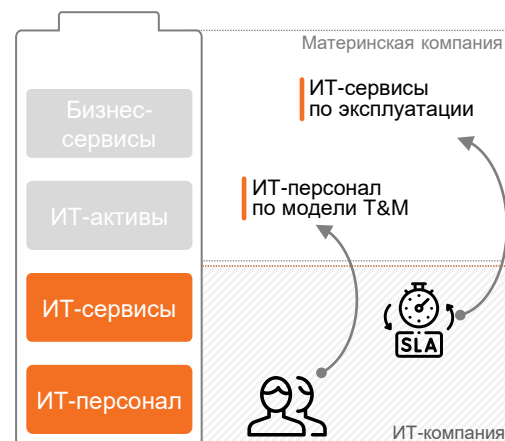 Материнская компания
ИТ-сервисы
по эксплуатации
Бизнес-
сервисы
ИТ-персонал
по модели T&M
ИТ-активы
ИТ-сервисы
SLA
ИТ-персонал
ИТ-компания